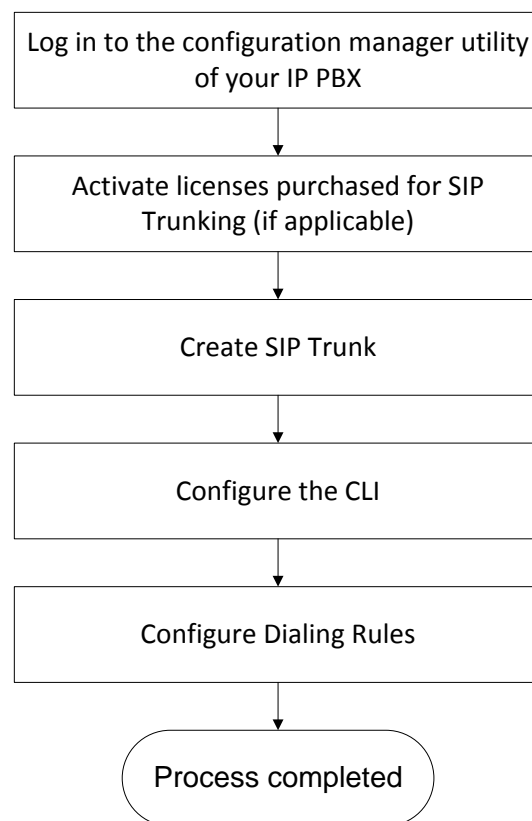 Log in to the configuration manager utility
of your IP PBX
Activate licenses purchased for SIP
Trunking (if applicable)
Create SIP Trunk
Configure the CLI
Configure Dialing Rules
Process completed